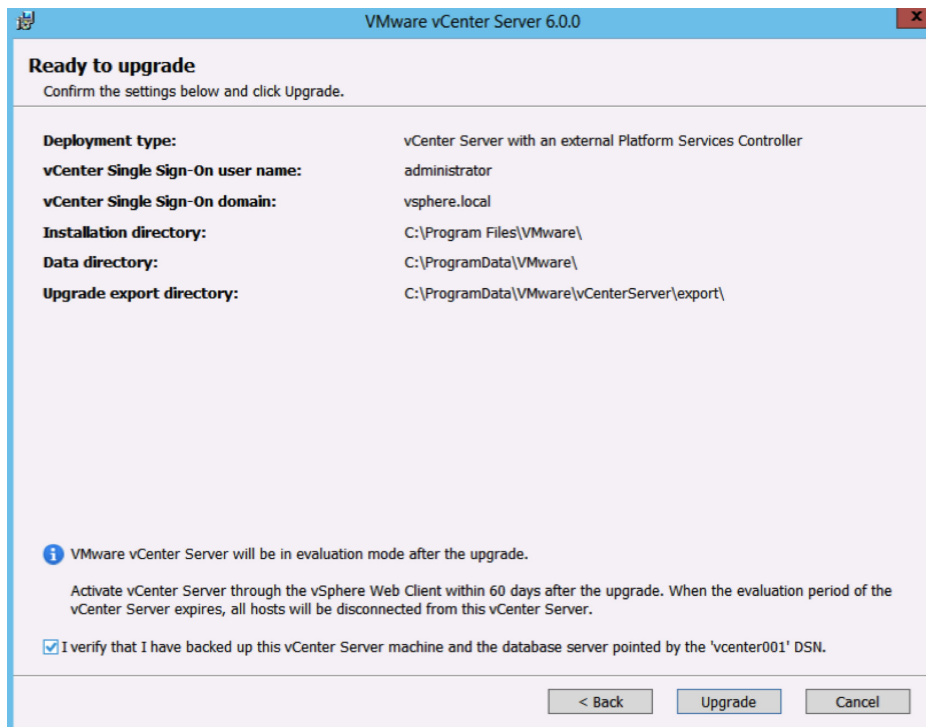 VMware vCenter Server 6.0.0
x
Ready to upgrade
Confirm the settings below and click Upgrade.
Deployment type: vCenter Server with an external Platform Services Controller
vCenter Single Sign-On user name: administrator
vCenter Single Sign-On domain: vsphere.local
Installation directory: C:\Program Files\VMware\
Data directory: C:\ProgramData\VMware\
Upgrade export directory: C:\ProgramData\VMware\vCenterServer\export\
VMware vCenter Server will be in evaluation mode after the upgrade.
Activate vCenter Server through the vSphere Web Client within 60 days after the upgrade. When the evaluation period of the
vCenter Server expires, all hosts will be disconnected from this vCenter Server.
I verify that I have backed up this vCenter Server machine and the database server pointed by the 'vcenter001' DSN.
< Back Upgrade Cancel